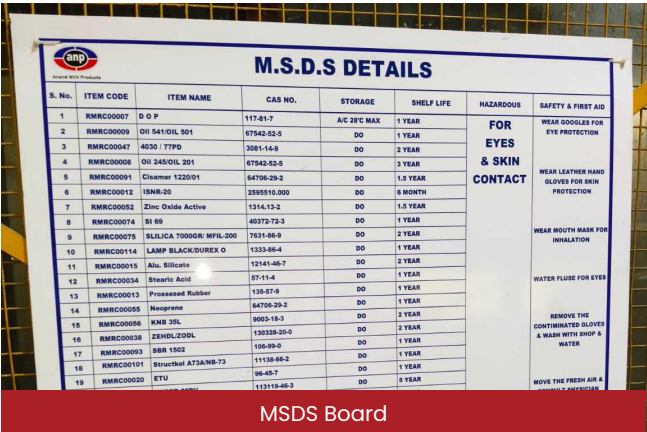 anp
Anand NVH Products
M.S.D.S DETAILS
S. No. ITEM CODE ITEM NAME CAS NO. STORAGE SHELF LIFE HAZARDOUS SAFETY & FIRST AID
1 RMRC00007 D O P 117-81-7 A/C 28'C MAX 1 YEAR
2 RMRC00009 Oil 541/OIL 501 67542-52-5 DO 1 YEAR
3 RMRC00047 4030 / 77PD 3081-14-9 DO 2 YEAR
4 RMRC00008 Oil 245/OIL 201 67542-52-5 DO 3 YEAR
5 RMRC00091 Cisamer 1220/01 64706-29-2 DO 1.5 YEAR
6 RMRC00012 ISNR-20 2595510.000 DO 6 MONTH
7 RMRC00052 Zinc Oxide Active 1314.13-2 DO 1.5 YEAR
8 RMRC00074 SI 69 40372-72-3 DO 1 YEAR
9 RMRC00075 SLILICA 7000GR/ MFIL-200 7631-86-9 DO 2 YEAR
10 RMRC00114 LAMP BLACK/DUREX O 1333-86-4 DO 1 YEAR
11 RMRC00015 Alu. Silicate 12141-46-7 DO 2 YEAR
12 RMRC00034 Stearic Acid 57-11-4 DO 1 YEAR
13 RMRC00013 Prossesed Rubber 135-57-9 DO 1 YEAR
14 RMRC00055 Neoprene 64706-29-2 DO 2 YEAR
15 RMRC00056 KNB 35L 9003-18-3 DO 2 YEAR
16 RMRC00038 ZEHDL/ZODL 130328-20-0 DO 1 YEAR
17 RMRC00093 SBR 1502 106-99-0 DO 1 YEAR
18 RMRC00101 Structkol A73A/NB-73 11138-66-2 DO 1 YEAR
19 RMRC00020 ETU 96-45-7 DO 5 YEAR
113119-46-3
FOR
EYES
& SKIN
CONTACT
WEAR GOOGLES FOR
EYE PROTECTION
WEAR LEATHER HAND
GLOVES FOR SKIN
PROTECTION
WEAR MOUTH MASK FOR
INHALATION
WATER FLUSE FOR EYES
REMOVE THE
CONTIMINATED GLOVES
& WASH WITH SHOP &
WATER
MOVE THE FRESH AIR &
MSDS Board